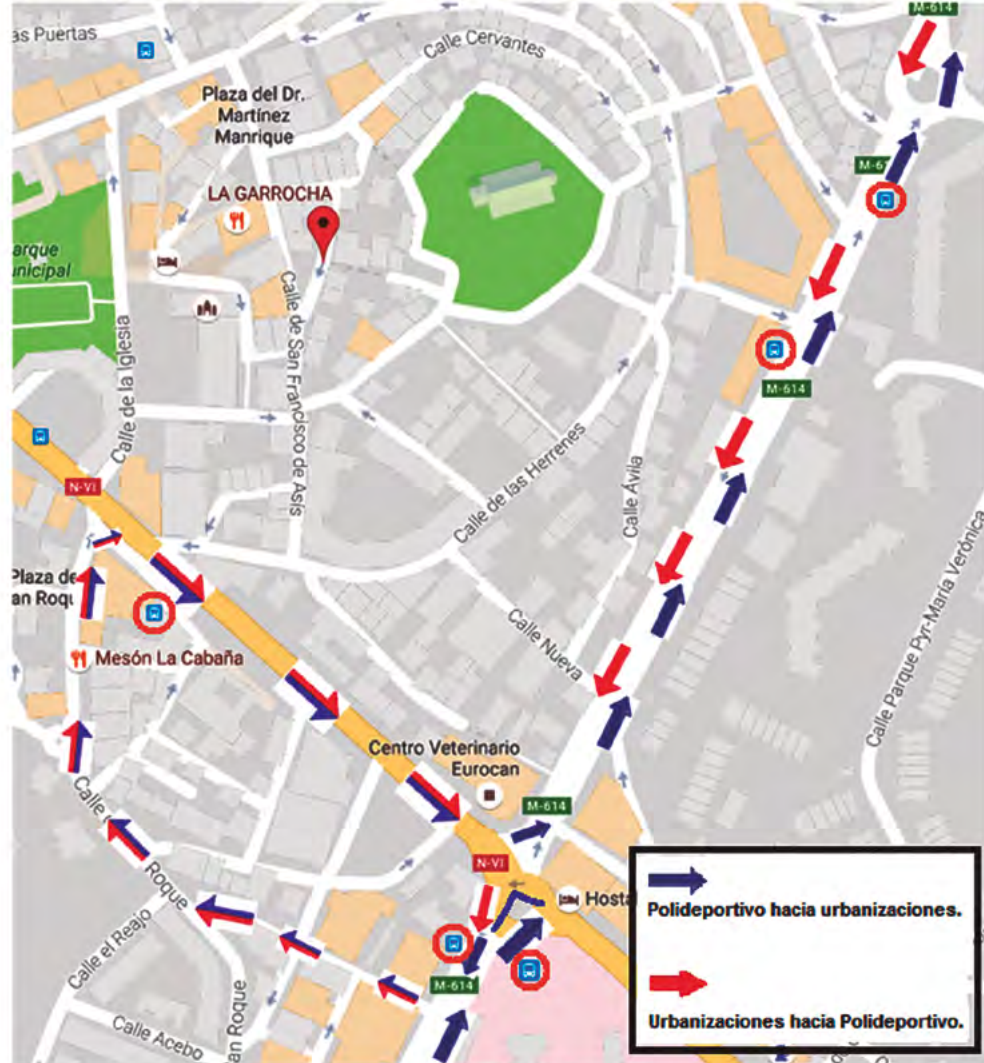 M-614
as Puertas
Calle Cervantes
Plaza del Dr.
Martínez
Manrique
M-61
LA GARROCHA
arque
unicipal
Calle de la Iglesia
Calle de San Francisco de Asís
M-614
Calle de las Herrenes
Calle Ávila
N-VI
Calle Parque Pyr-María Verónica
Plaza de
an Roqu
Calle Nueva
Mesón La Cabaña
Centro Veterinario
Eurocan
M-614
Calle
Roque
N-VI
Hostal
Polideportivo hacia urbanizaciones.
Calle el Reajo
M-614
Urbanizaciones hacia Polideportivo.
Calle Acebo
an Roque